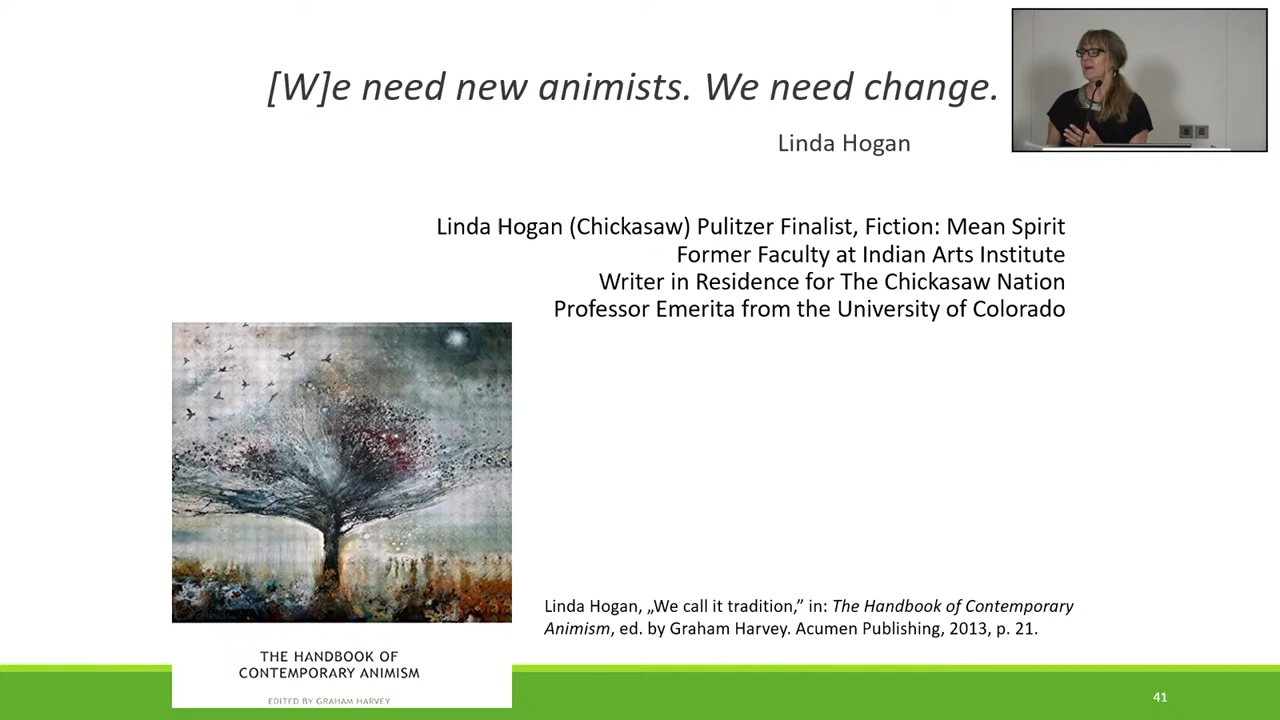 [W]e need new animists. We need change.
Linda Hogan
Linda Hogan (Chickasaw) Pulitzer Finalist, Fiction: Mean Spirit
Former Faculty at Indian Arts Institute
Writer in Residence for The Chickasaw Nation
Professor Emerita from the University of Colorado
Linda Hogan, „We call it tradition,” in: The Handbook of Contemporary
Animism, ed. by Graham Harvey. Acumen Publishing, 2013, p. 21.
THE HANDBOOK OF
CONTEMPORARY ANIMISM
EDITED BY GRAHAM HARVEY
41